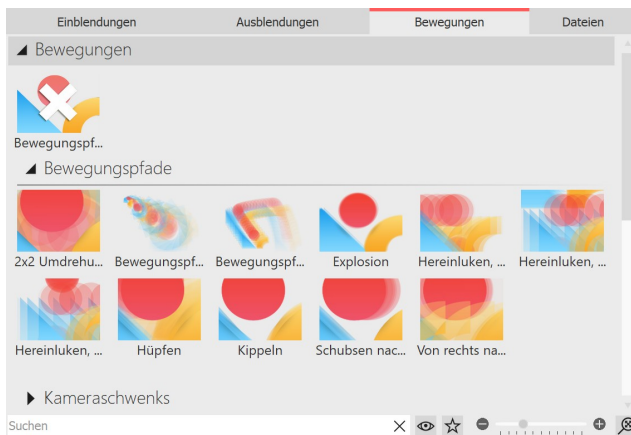 Einblendungen Ausblendungen Bewegungen Dateien
Bewegungen
Bewegungspf...
Bewegungspfade
2x2 Umdrehu... Bewegungspf... Bewegungspf... Explosion Hereinluken, ... Hereinluken, ...
Hereinluken, ... Hüpfen Kippeln Schubsen nac... Von rechts na...
Kameraschwenks
Suchen